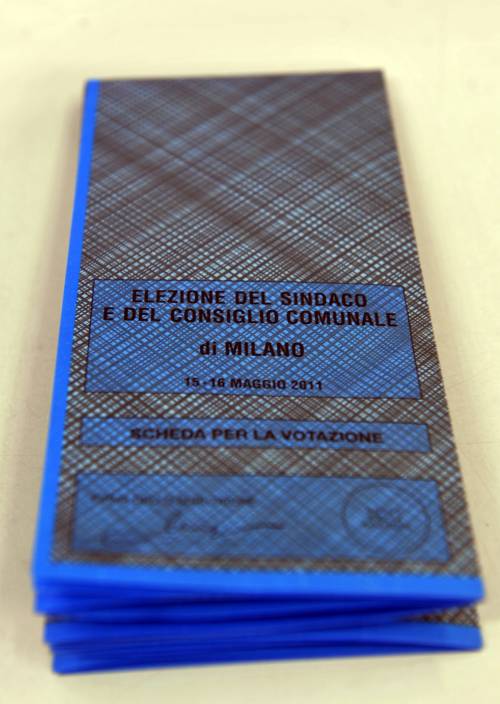 ELEZIONE DEL SINDACO
E DEL CONSIGLIO COMUNALE
di MILANO
15-16 MAGGIO 2011
SCHEDA PER LA VOTAZIONE